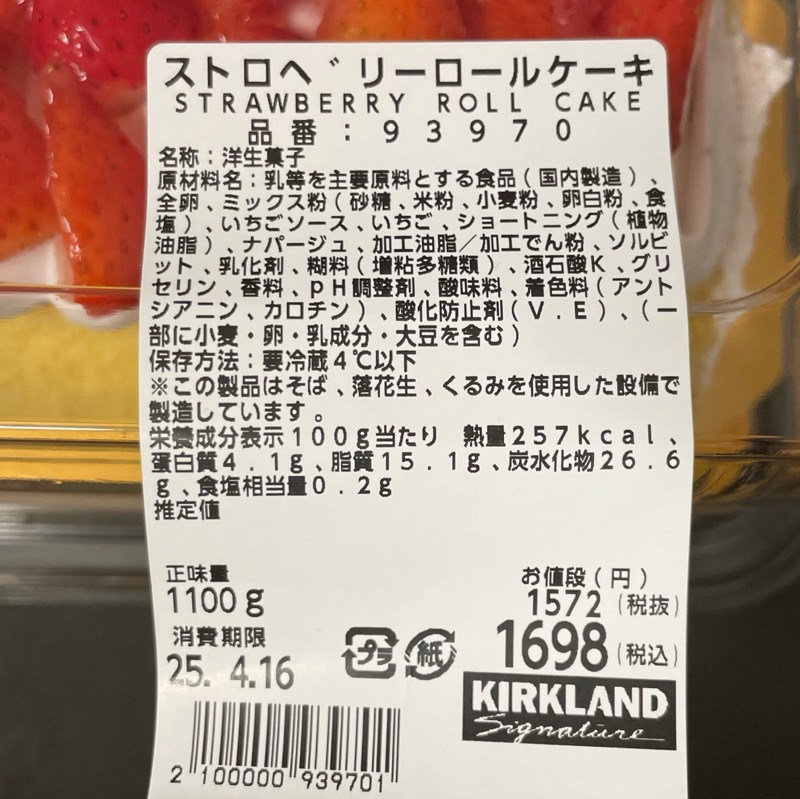 ストロベリーロールケーキ
STRAWBERRY ROLL CAKE
品番:93970
名称:洋生菓子
原材料名:乳等を主要原料とする食品(国内製造)、
全卵、ミックス粉(砂糖、米粉、小麦粉、卵白粉、食
塩)、いちごソース、いちご、ショートニング(植物
油脂)、ナパージュ、加工油脂/加工でん粉、ソルビ
ット、乳化剤、糊料(増粘多糖類)、酒石酸K、グリ
セリン、香料、pH調整剤、酸味料、着色料(アント
シアニン、カロチン)、酸化防止剤(V.E)、(一
部に小麦・卵・乳成分・大豆を含む)
保存方法:要冷蔵4℃以下
※この製品はそば、落花生、くるみを使用した設備で
製造しています。
栄養成分表示100g当たり 熱量257kcal、
蛋白質4.1g、脂質15.1g、炭水化物26.6
g、食塩相当量0.2g
推定値
正味量
1100g
お値段(円)
1572(税抜)
消費期限
25. 4.16
プラ
紙
1698(税込)
KIRKLAND
Signature
2 100000 939701